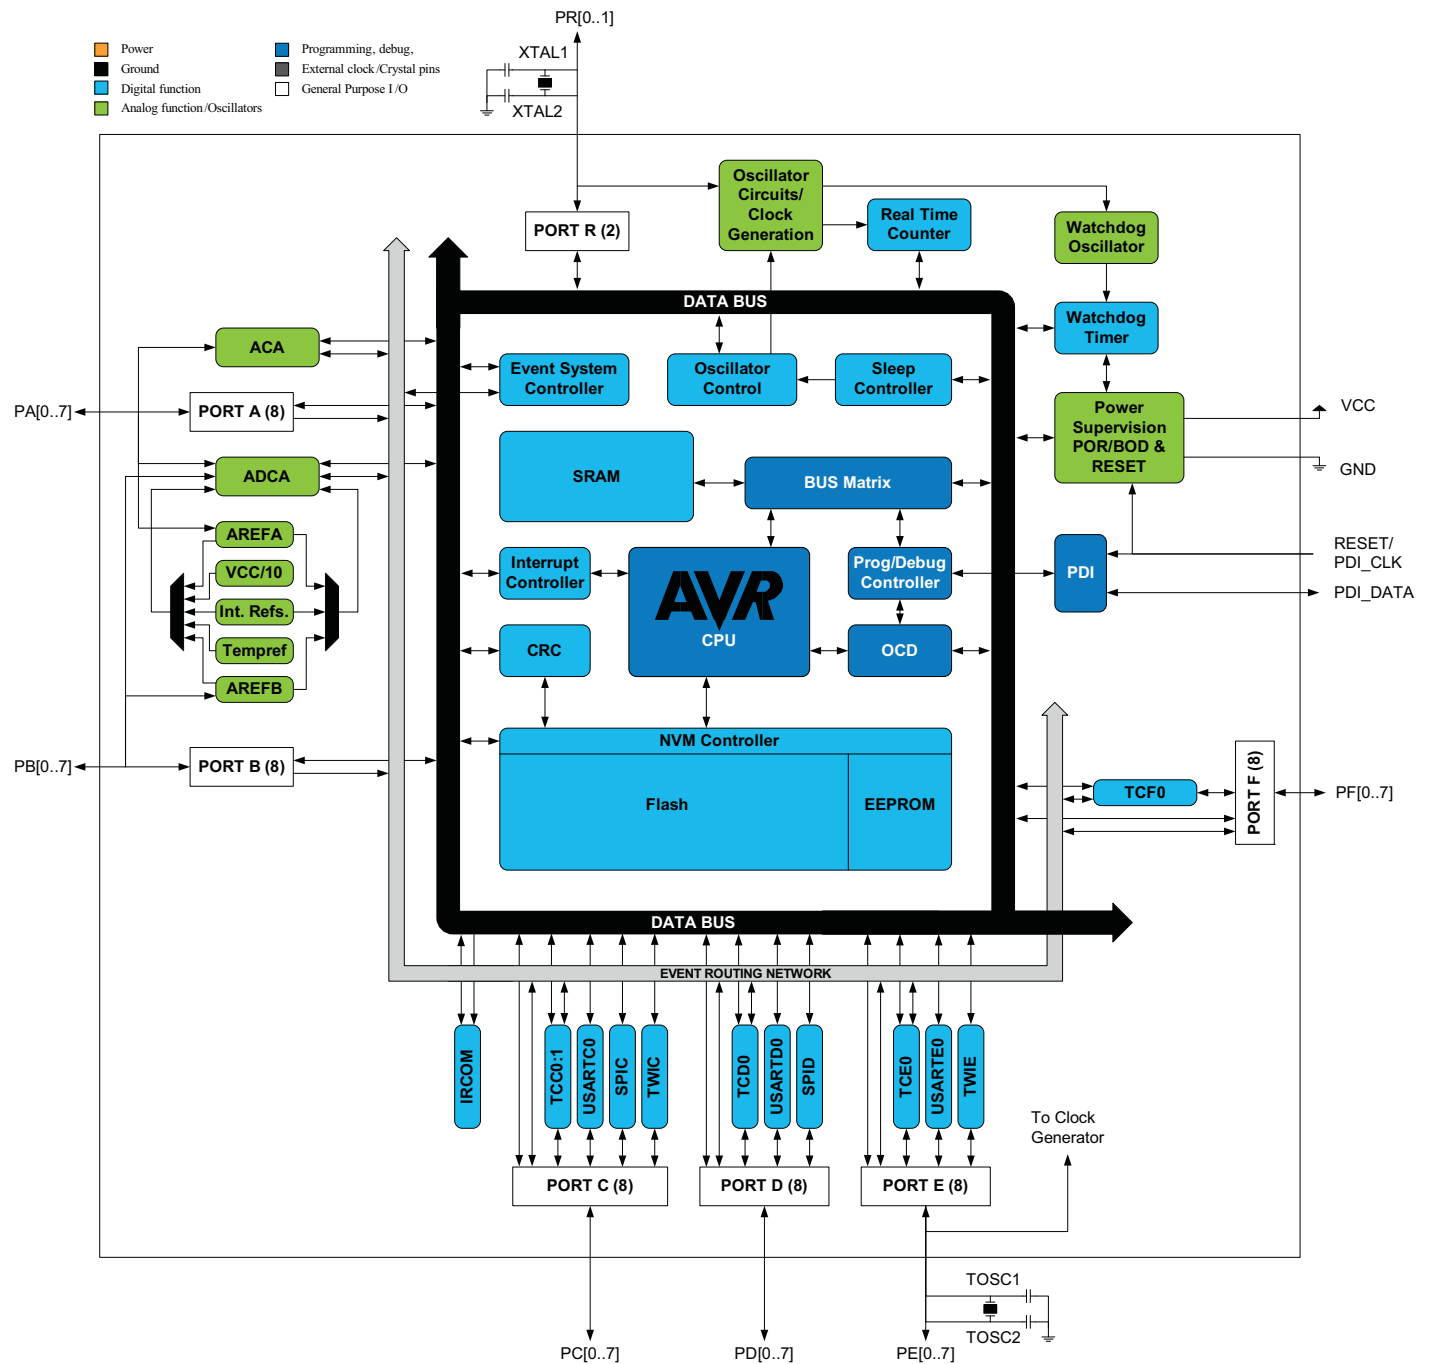 PR[0..1]
Power
Ground
Digital function
Analog function/Oscillators
Programming, debug,
External clock/Crystal pins
General Purpose I/O
XTAL1
XTAL2
PORT R (2)
Oscillator
Circuits/
Clock
Generation
Real Time
Counter
Watchdog
Oscillator
DATA BUS
Watchdog
Timer
ACA
Event System
Controller
Oscillator
Control
Sleep
Controller
PA[0..7]
PORT A (8)
Power
Supervision
POR/BOD &
RESET
VCC
GND
ADCA
SRAM
BUS Matrix
AREFA
VCC/10
Int. Refs.
Tempref
AREFB
Interrupt
Controller
AVR
CPU
Prog/Debug
Controller
PDI
RESET/
PDI_CLK
PDI_DATA
CRC
OCD
NVM Controller
Flash
EEPROM
PB[0..7]
PORT B (8)
TCF0
PORT F (8)
PF[0..7]
DATA BUS
EVENT ROUTING NETWORK
IRCOM
TCC0:1
USARTC0
SPIC
TWIC
TCD0
USARTD0
SPID
TCE0
USARTE0
TWIE
To Clock
Generator
PORT C (8)
PORT D (8)
PORT E (8)
TOSC1
TOSC2
PC[0..7]
PD[0..7]
PE[0..7]